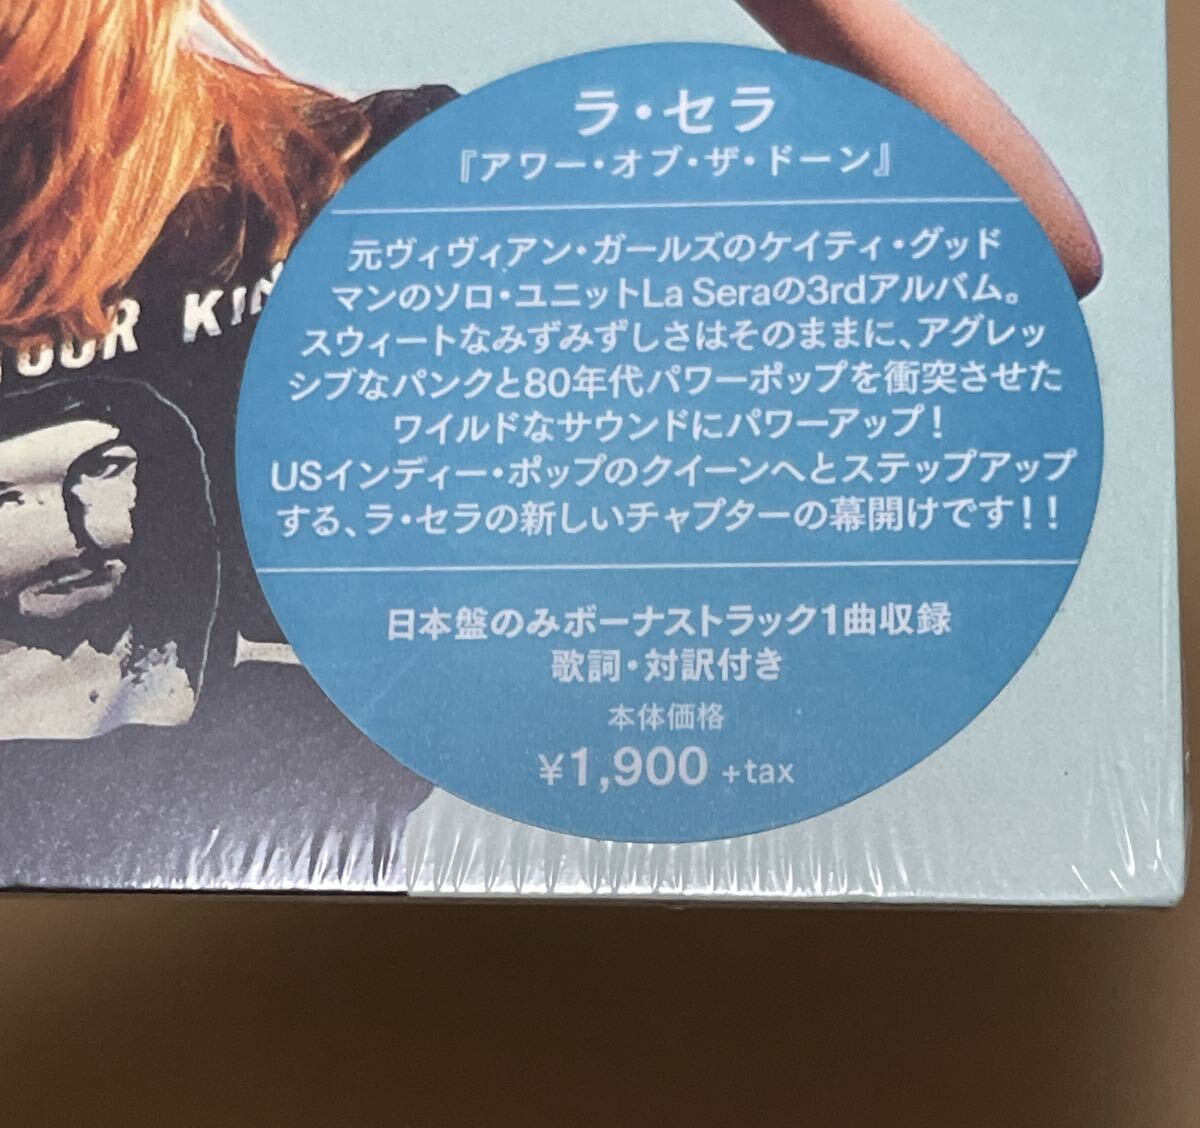 ラ・セラ
『アワー・オブ・ザ・ドーン』
元ヴィヴィアン・ガールズのケイティ・グッド
マンのソロ・ユニットLa Seraの3rdアルバム。
スウィートなみずみずしさはそのままに、アグレッ
シブなパンクと80年代パワーポップを衝突させた
ワイルドなサウンドにパワーアップ！
USインディー・ポップのクイーンへとステップアップ
する、ラ・セラの新しいチャプターの幕開けです！！
日本盤のみボーナストラック1曲収録
歌詞・対訳付き
本体価格
¥1,900 +tax